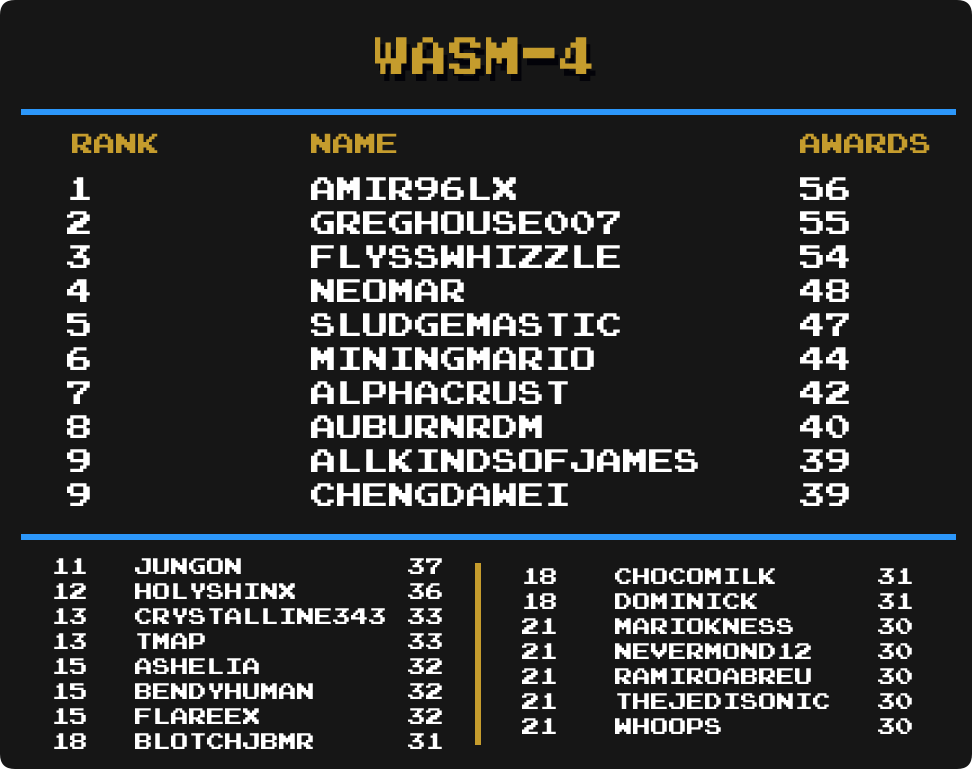 WASM-4
RANK NAME AWARDS
1 AMIR96LX 56
2 GREGHOUSE007 55
3 FLYSSWHIZZLE 54
4 NEOMAR 48
5 SLUDGEMASTIC 47
6 MININGMARIO 44
7 ALPHACRUST 42
8 AUBURNRDM 40
9 ALLKINDSOFJAMES 39
9 CHENGDAWEI 39
11 JUNGON 37
12 HOLYSHINX 36
13 CRYSTALLINE343 33
13 TMAP 33
15 ASHELIA 32
15 BENDYHUMAN 32
15 FLAREEX 32
18 BLOTCHJBMR 31
18 CHOCOMILK 31
18 DOMINICK 31
21 MARIOKNESS 30
21 NEVERMOND12 30
21 RAMIROABREU 30
21 THEJEDISONIC 30
21 WHOOPS 30